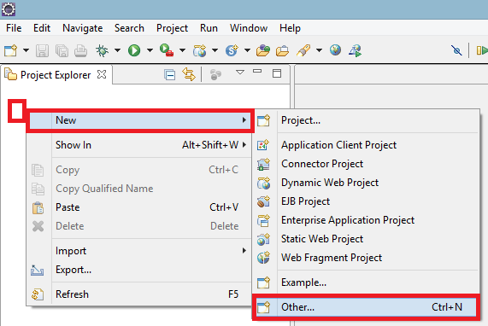 File Edit Navigate Search Project Run Window Help
Project Explorer
New
Show In Alt+Shift+W
Copy Ctrl+C
Copy Qualified Name
Paste Ctrl+V
Delete Delete
Import
Export...
Refresh F5
Project...
Application Client Project
Connector Project
Dynamic Web Project
EJB Project
Enterprise Application Project
Static Web Project
Web Fragment Project
Example...
Other... Ctrl+N